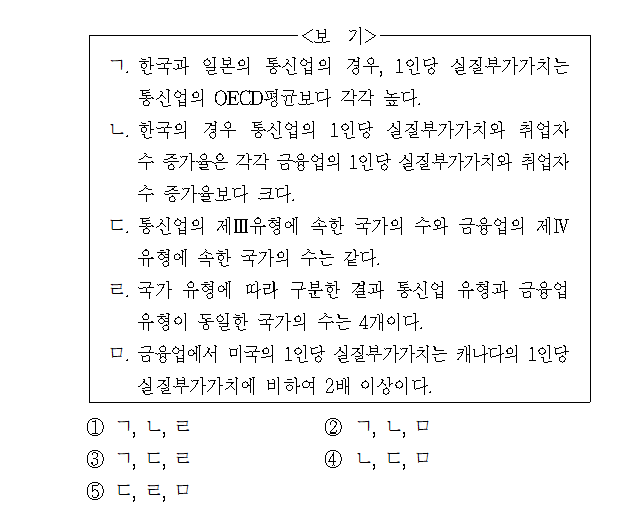 <보 기>
ㄱ. 한국과 일본의 통신업의 경우, 1인당 실질부가가치는
통신업의 OECD평균보다 각각 높다.
ㄴ. 한국의 경우 통신업의 1인당 실질부가가치와 취업자
수 증가율은 각각 금융업의 1인당 실질부가가치와 취업자
수 증가율보다 크다.
ㄷ. 통신업의 제Ⅲ유형에 속한 국가의 수와 금융업의 제Ⅳ
유형에 속한 국가의 수는 같다.
ㄹ. 국가 유형에 따라 구분한 결과 통신업 유형과 금융업
유형이 동일한 국가의 수는 4개이다.
ㅁ. 금융업에서 미국의 1인당 실질부가가치는 캐나다의 1인당
실질부가가치에 비하여 2배 이상이다.
① ㄱ, ㄴ, ㄹ ② ㄱ, ㄴ, ㅁ
③ ㄱ, ㄷ, ㄹ ④ ㄴ, ㄷ, ㅁ
⑤ ㄷ, ㄹ, ㅁ